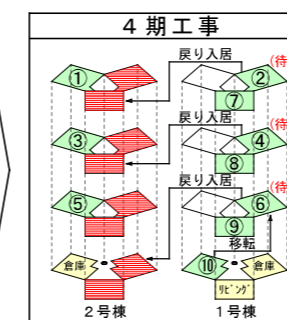 4期工事
戻り入居
(待
① ②
⑦
戻り入居
(待
③ ④
⑧
戻り入居
(待
⑤ ⑥
⑨
移転
倉庫 ⑩ 倉庫
リビング
2号棟 1号棟